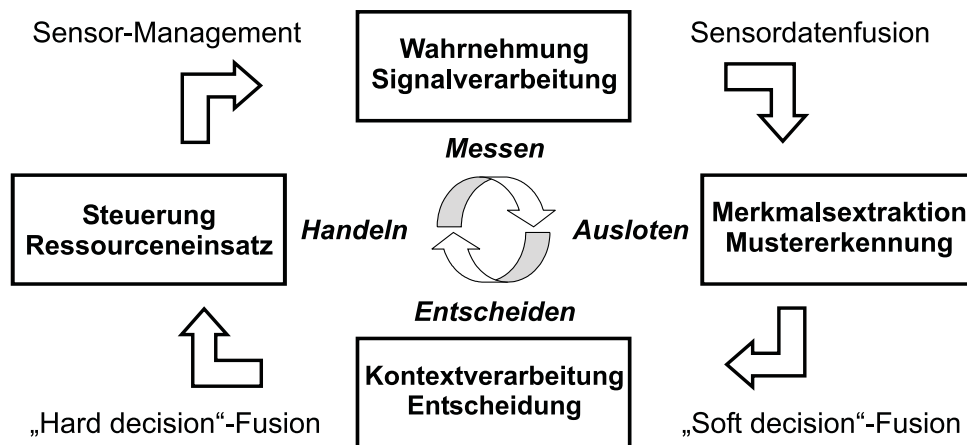 Sensor-Management
Wahrnehmung
Signalverarbeitung
Sensordatenfusion
Messen
Steuerung
Ressourceneinsatz
Handeln
Ausloten
Merkmalsextraktion
Mustererkennung
Entscheiden
Kontextverarbeitung
Entscheidung
„Hard decision“-Fusion
„Soft decision“-Fusion